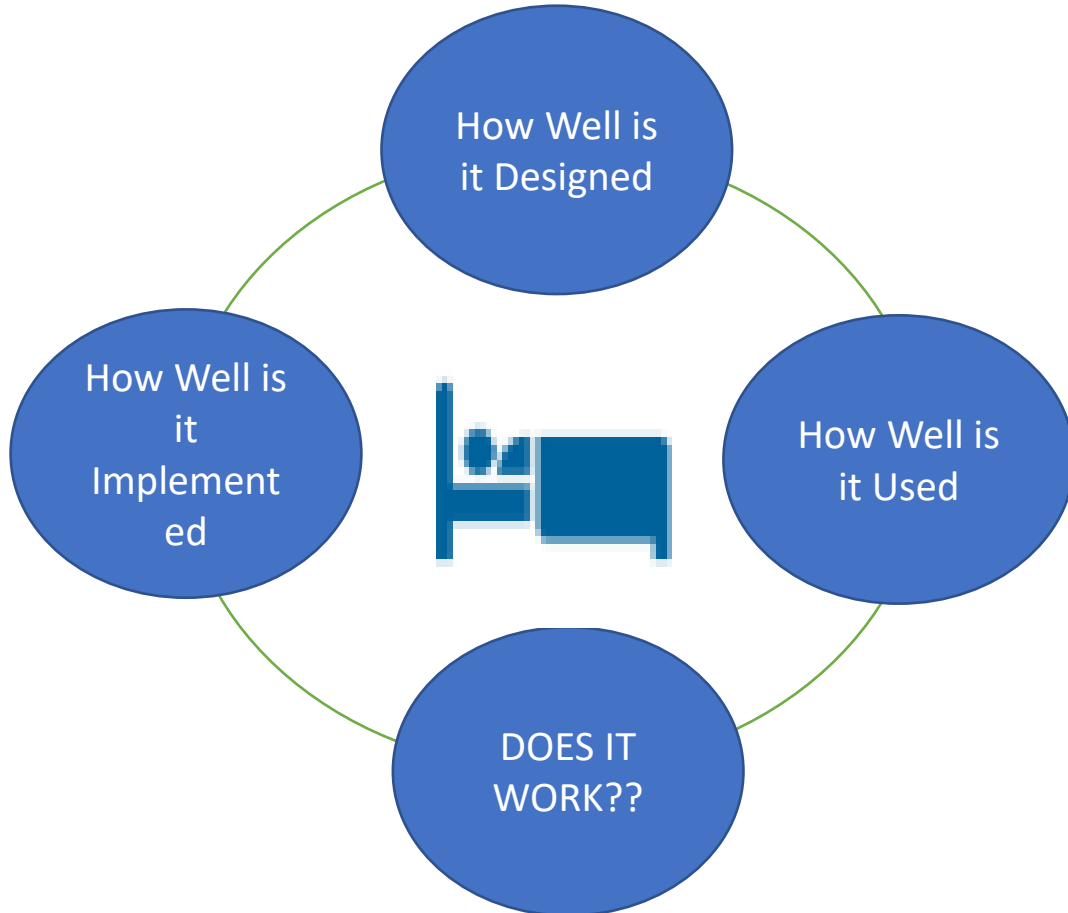 How Well is
it Designed
How Well is
it
Implement
ed
How Well is
it Used
DOES IT
WORK??